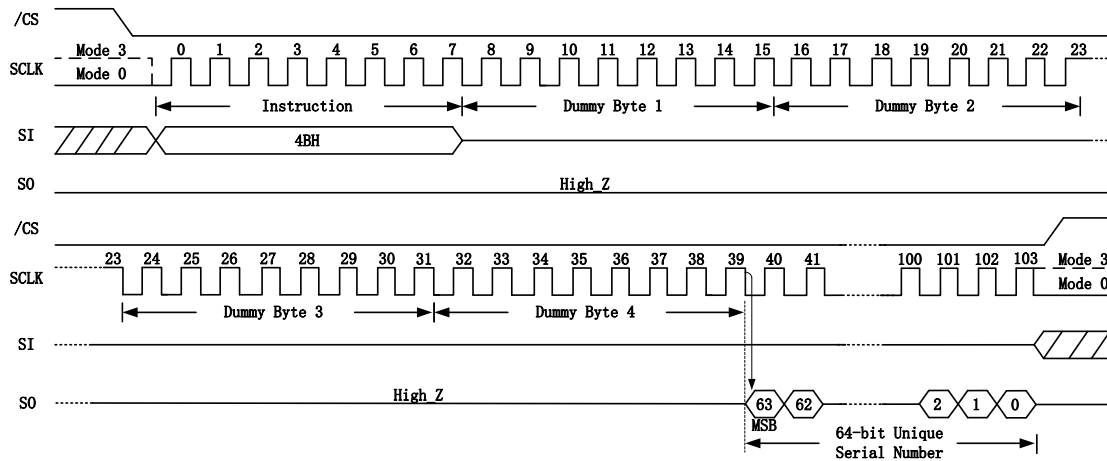 /CS
Mode 3 0 1 2 3 4 5 6 7 8 9 10 11 12 13 14 15 16 17 18 19 20 21 22 23
SCLK
Mode 0
Instruction Dummy Byte 1 Dummy Byte 2
SI 4BH
SO High_Z
/CS
23 24 25 26 27 28 29 30 31 32 33 34 35 36 37 38 39 40 41 100 101 102 103 Mode 3
SCLK
Mode 0
Dummy Byte 3 Dummy Byte 4
SI
SO High_Z 63 62 2 1 0
MSB
64-bit Unique
Serial Number